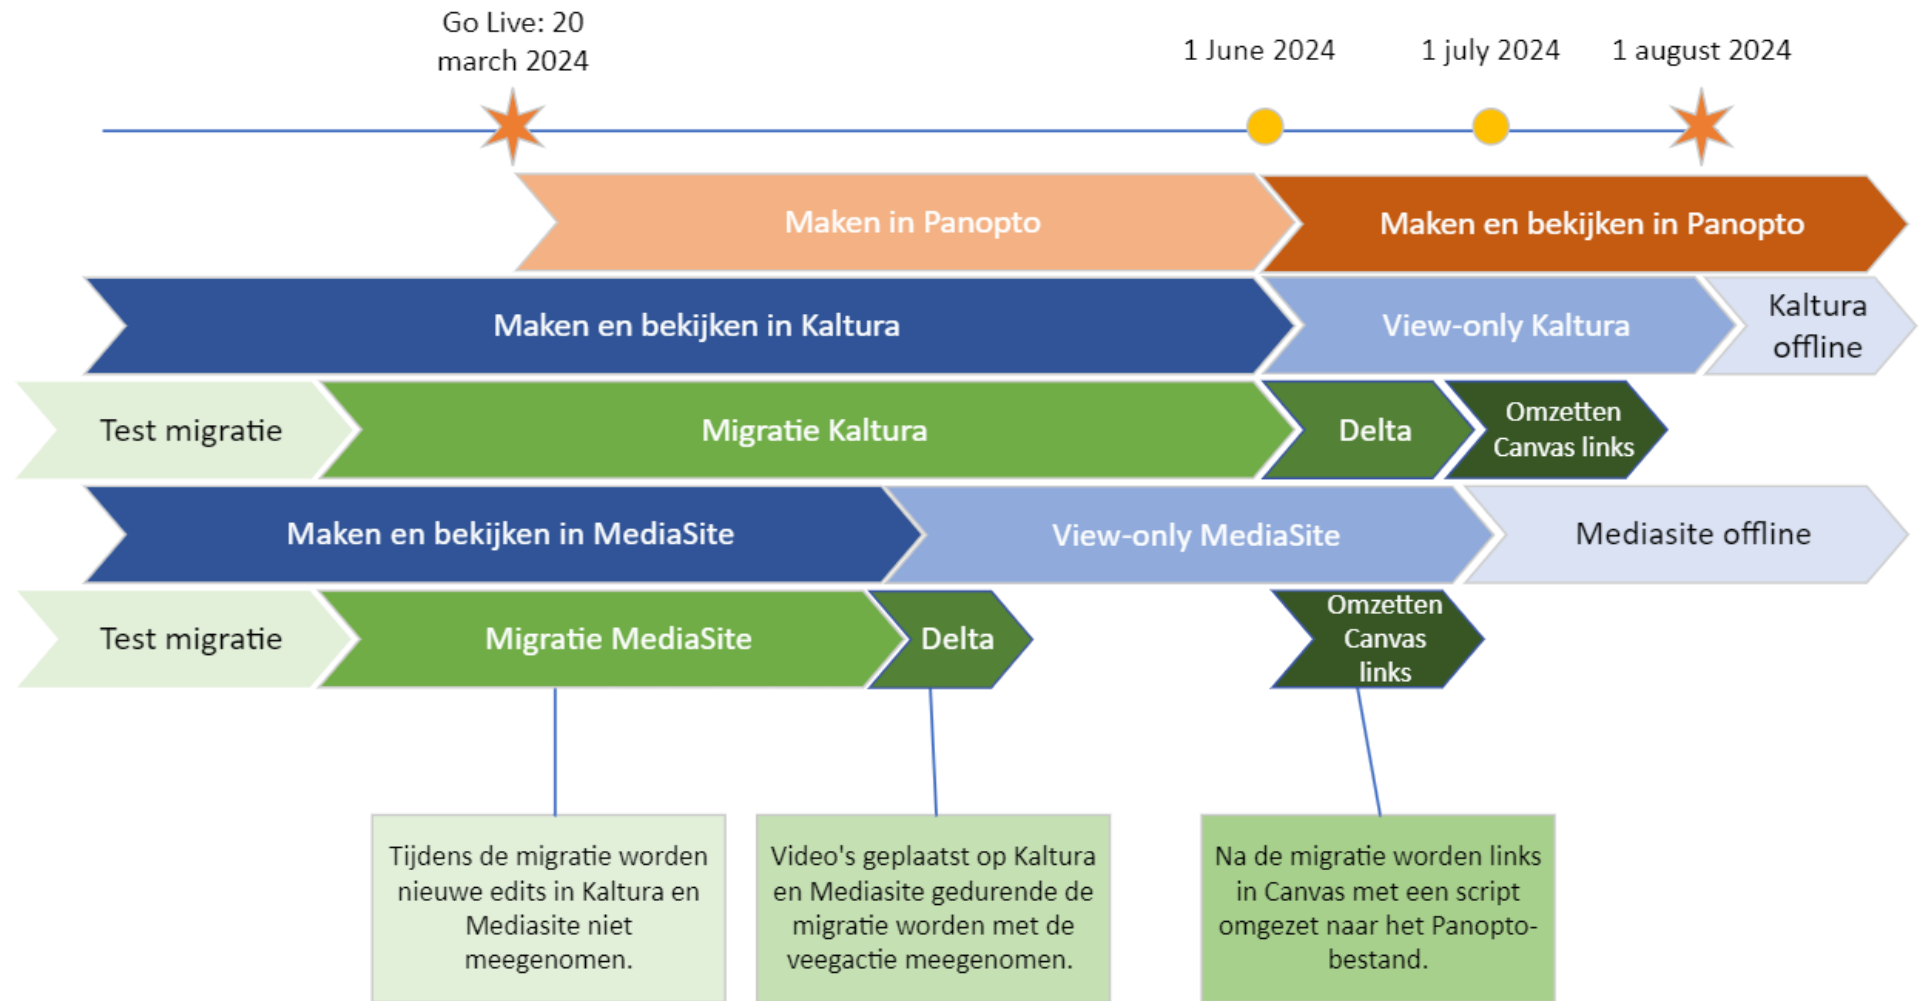 Go Live: 20
march 2024
1 June 2024
1 july 2024
1 august 2024
Maken in Panopto
Maken en bekijken in Panopto
Maken en bekijken in Kaltura
View-only Kaltura
Kaltura
offline
Test migratie
Migratie Kaltura
Delta
Omzetten
Canvas links
Maken en bekijken in MediaSite
View-only MediaSite
Mediasite offline
Test migratie
Migratie MediaSite
Delta
Omzetten
Canvas
links
Tijdens de migratie worden
nieuwe edits in Kaltura en
Mediasite niet
meegenomen.
Video's geplaatst op Kaltura
en Mediasite gedurende de
migratie worden met de
veegactie meegenomen.
Na de migratie worden links
in Canvas met een script
omgezet naar het Panopto-
bestand.